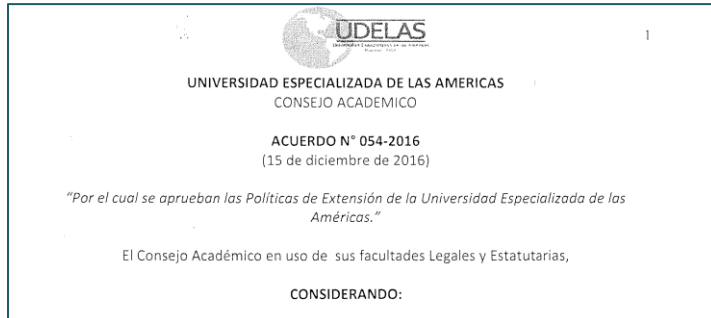 UDELAS
1
UNIVERSIDAD ESPECIALIZADA DE LAS AMERICAS
CONSEJO ACADEMICO
ACUERDO N° 054-2016
(15 de diciembre de 2016)
“Por el cual se aprueban las Políticas de Extensión de la Universidad Especializada de las
Américas.”
El Consejo Académico en uso de sus facultades Legales y Estatutarias,
CONSIDERANDO: